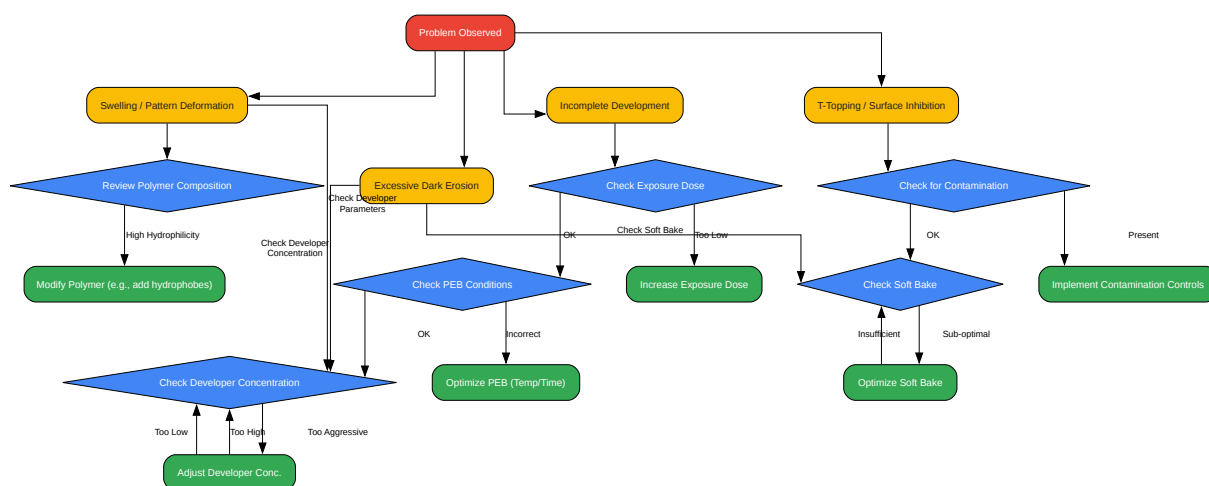 Problem Observed
Swelling / Pattern Deformation
Incomplete Development
T-Topping / Surface Inhibition
Review Polymer Composition
Excessive Dark Erosion
Check Exposure Dose
Check for Contamination
Check Developer
Parameters
High Hydrophilicity
Check Developer
Concentration
OK
Check Soft Bake
Too Low
OK
Present
Modify Polymer (e.g., add hydrophobes)
Check PEB Conditions
Increase Exposure Dose
Check Soft Bake
Implement Contamination Controls
OK
Incorrect
Insufficient
Sub-optimal
Check Developer Concentration
Optimize PEB (Temp/Time)
Optimize Soft Bake
Too Low
Too High
Too Aggressive
Adjust Developer Conc.